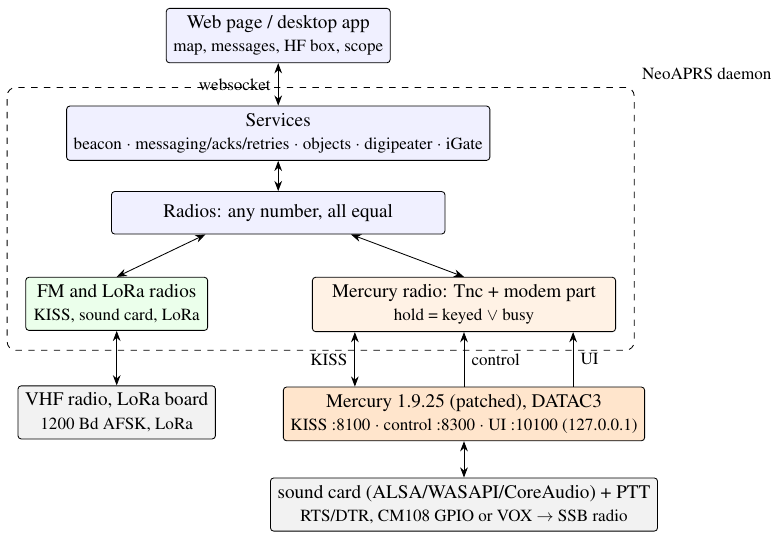 Web page / desktop app
map, messages, HF box, scope
websocket
NeoAPRS daemon
Services
beacon · messaging/acks/retries · objects · digipeater · iGate
Radios: any number, all equal
FM and LoRa radios
KISS, sound card, LoRa
Mercury radio: Tnc + modem part
hold = keyed ∨ busy
KISS
control
UI
VHF radio, LoRa board
1200 Bd AFSK, LoRa
Mercury 1.9.25 (patched), DATAC3
KISS :8100 · control :8300 · UI :10100 (127.0.0.1)
sound card (ALSA/WASAPI/CoreAudio) + PTT
RTS/DTR, CM108 GPIO or VOX → SSB radio